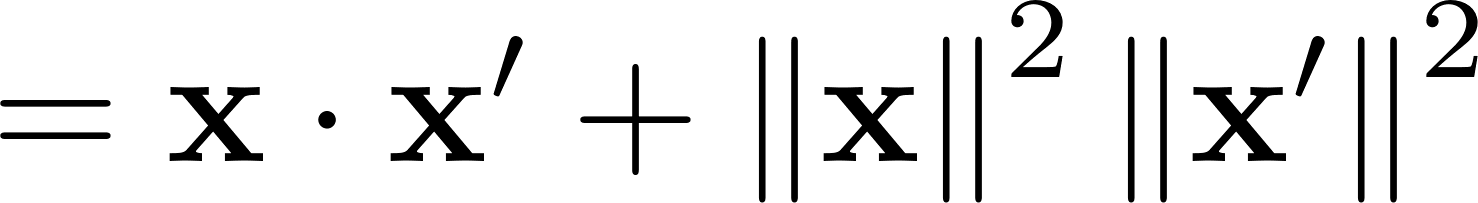 = x · x′ + ‖x‖² ‖x′‖²